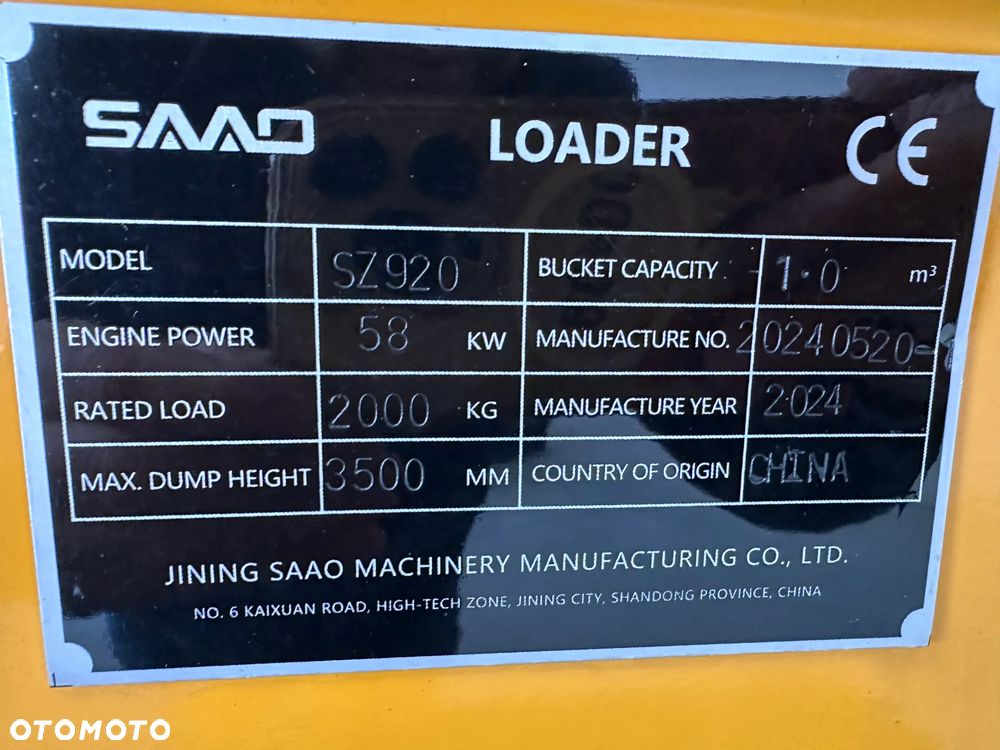 SAAO LOADER CE
MODEL SZ920 BUCKET CAPACITY 1.0 m³
ENGINE POWER 58 KW MANUFACTURE NO. 20240520-
RATED LOAD 2000 KG MANUFACTURE YEAR 2024
MAX. DUMP HEIGHT 3500 MM COUNTRY OF ORIGIN CHINA
JINING SAAO MACHINERY MANUFACTURING CO., LTD.
NO. 6 KAIXUAN ROAD, HIGH-TECH ZONE, JINING CITY, SHANDONG PROVINCE, CHINA
OTOMOTO